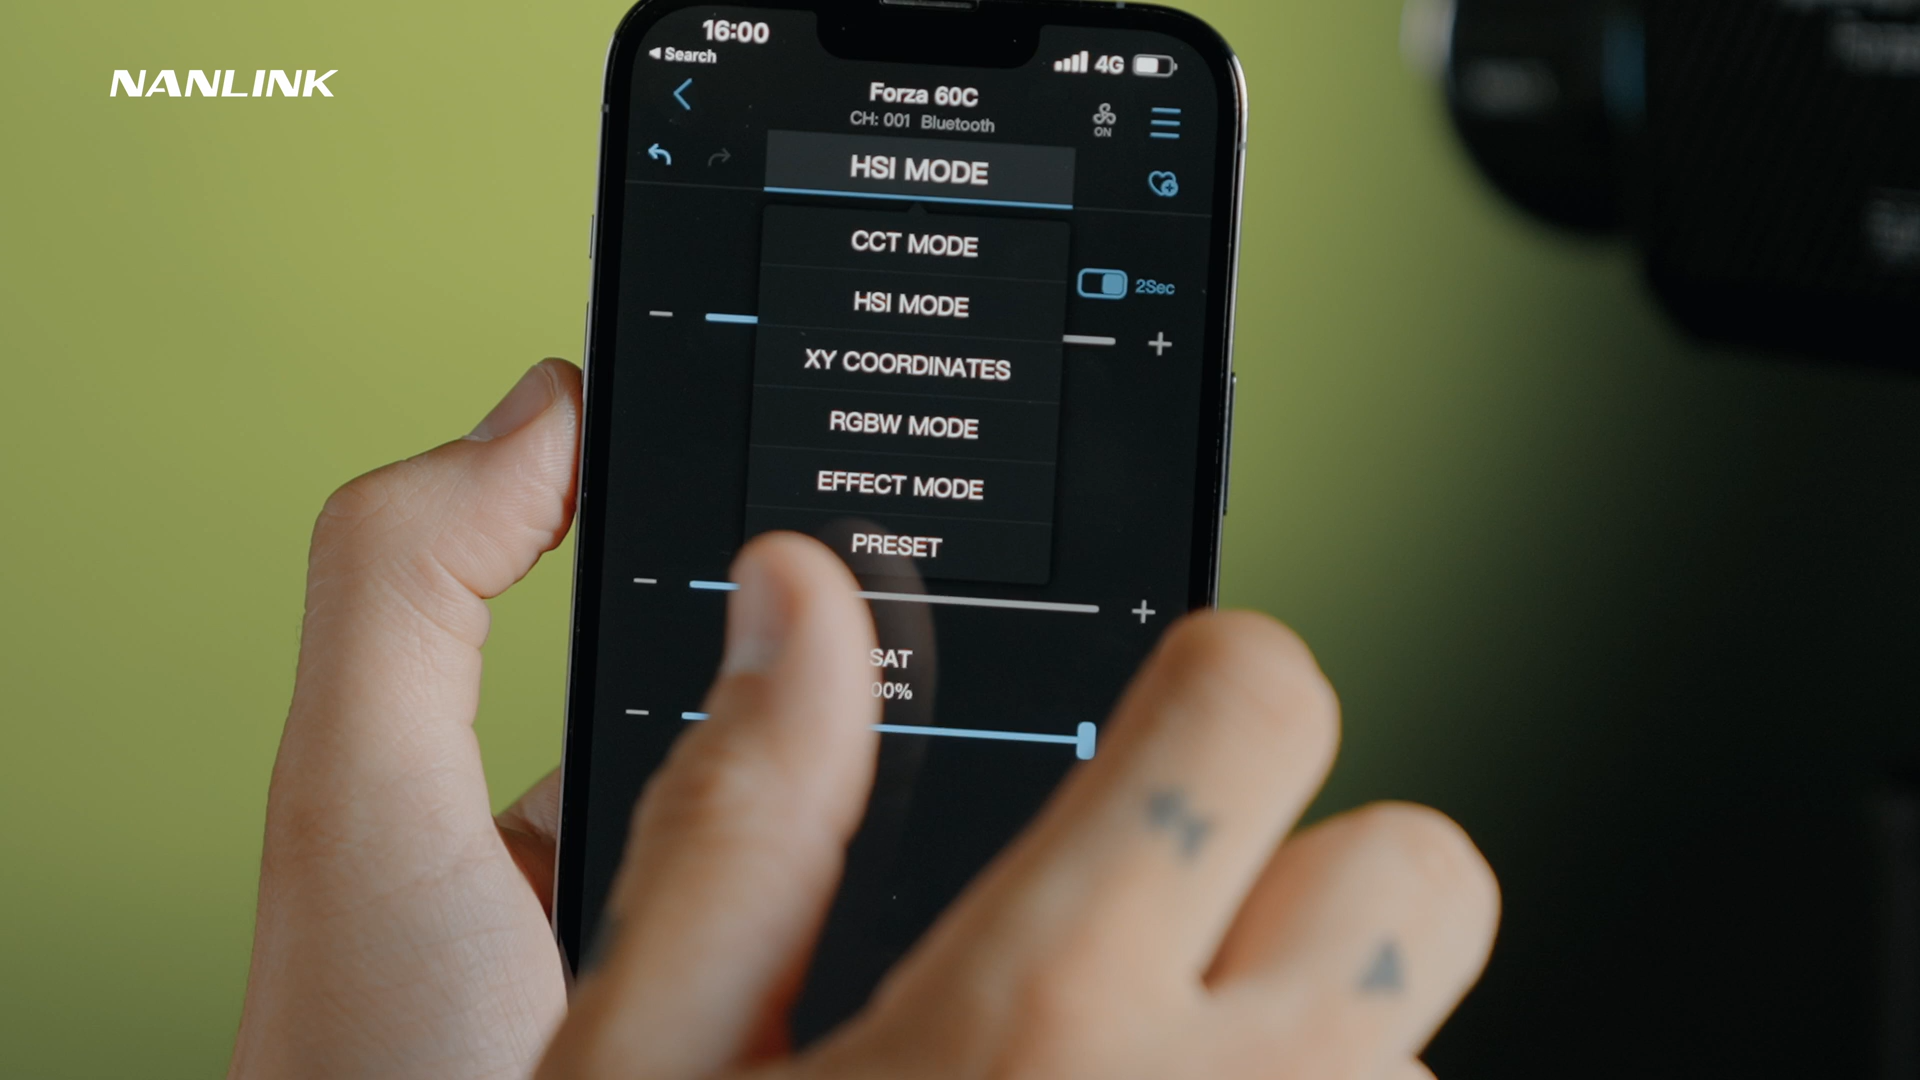 NANLINK
16:00
Search
4G
Forza 60C
CH: 001 Bluetooth
ON
HSI MODE
CCT MODE
2Sec
HSI MODE
XY COORDINATES
RGBW MODE
EFFECT MODE
PRESET
SAT
00%